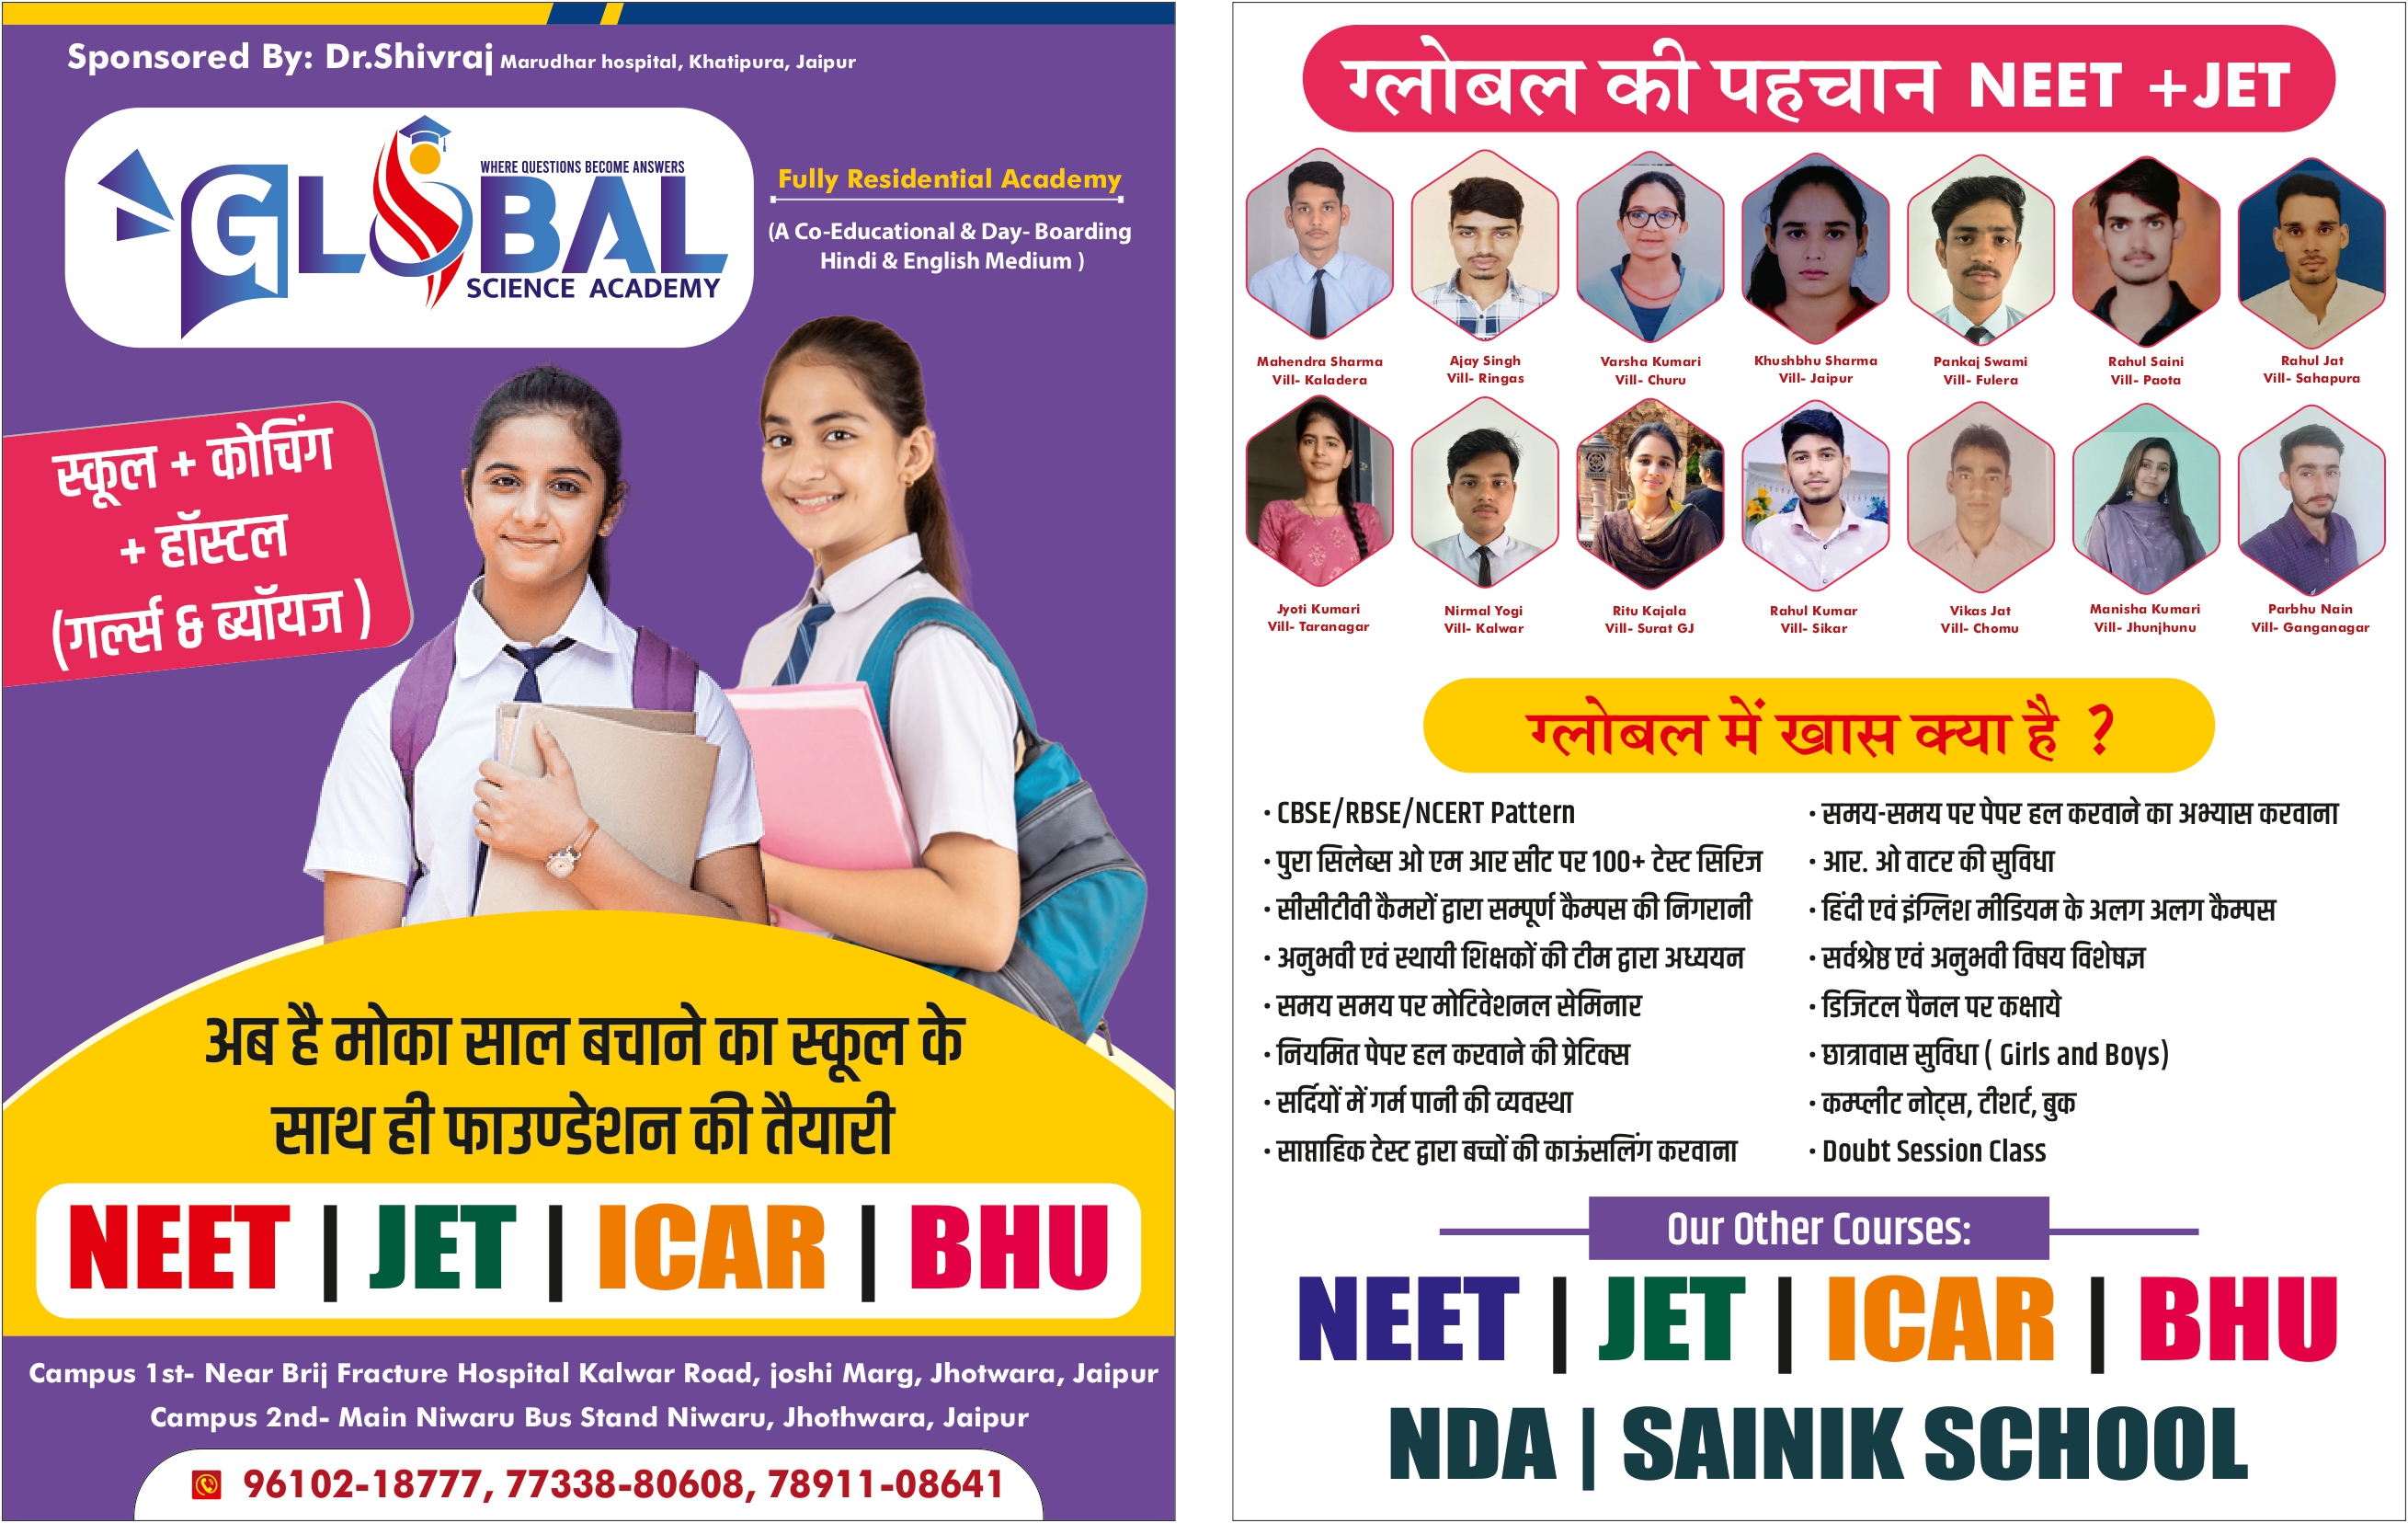 Sponsored By: Dr.Shivraj Marudhar hospital, Khatipura, Jaipur
WHERE QUESTIONS BECOME ANSWERS
GLOBAL
SCIENCE ACADEMY
Fully Residential Academy
(A Co-Educational & Day- Boarding
Hindi & English Medium )
स्कूल + कोचिंग
+ हॉस्टल
(गर्ल्स & ब्यॉयज )
अब है मोका साल बचाने का स्कूल के
साथ ही फाउण्डेशन की तैयारी
NEET | JET | ICAR | BHU
Campus 1st- Near Brij Fracture Hospital Kalwar Road, joshi Marg, Jhotwara, Jaipur
Campus 2nd- Main Niwaru Bus Stand Niwaru, Jhothwara, Jaipur
96102-18777, 77338-80608, 78911-08641
ग्लोबल की पहचान NEET +JET
Mahendra Sharma
Vill- Kaladera
Ajay Singh
Vill- Ringas
Varsha Kumari
Vill- Churu
Khushbhu Sharma
Vill- Jaipur
Pankaj Swami
Vill- Fulera
Rahul Saini
Vill- Paota
Rahul Jat
Vill- Sahapura
Jyoti Kumari
Vill- Taranagar
Nirmal Yogi
Vill- Kalwar
Ritu Kajala
Vill- Surat GJ
Rahul Kumar
Vill- Sikar
Vikas Jat
Vill- Chomu
Manisha Kumari
Vill- Jhunjhunu
Parbhu Nain
Vill- Ganganagar
ग्लोबल में खास क्या है ?
• CBSE/RBSE/NCERT Pattern
• पुरा सिलेब्स ओ एम आर सीट पर 100+ टेस्ट सिरिज
• सीसीटीवी कैमरों द्वारा सम्पूर्ण कैम्पस की निगरानी
• अनुभवी एवं स्थायी शिक्षकों की टीम द्वारा अध्ययन
• समय समय पर मोटिवेशनल सेमिनार
• नियमित पेपर हल करवाने की प्रेटिक्स
• सर्दियों में गर्म पानी की व्यवस्था
• साप्ताहिक टेस्ट द्वारा बच्चों की काऊंसलिंग करवाना
• समय-समय पर पेपर हल करवाने का अभ्यास करवाना
• आर. ओ वाटर की सुविधा
• हिंदी एवं इंग्लिश मीडियम के अलग अलग कैम्पस
• सर्वश्रेष्ठ एवं अनुभवी विषय विशेषज्ञ
• डिजिटल पैनल पर कक्षाये
• छात्रावास सुविधा ( Girls and Boys)
• कम्प्लीट नोट्स, टीशर्ट, बुक
• Doubt Session Class
Our Other Courses:
NEET | JET | ICAR | BHU
NDA | SAINIK SCHOOL